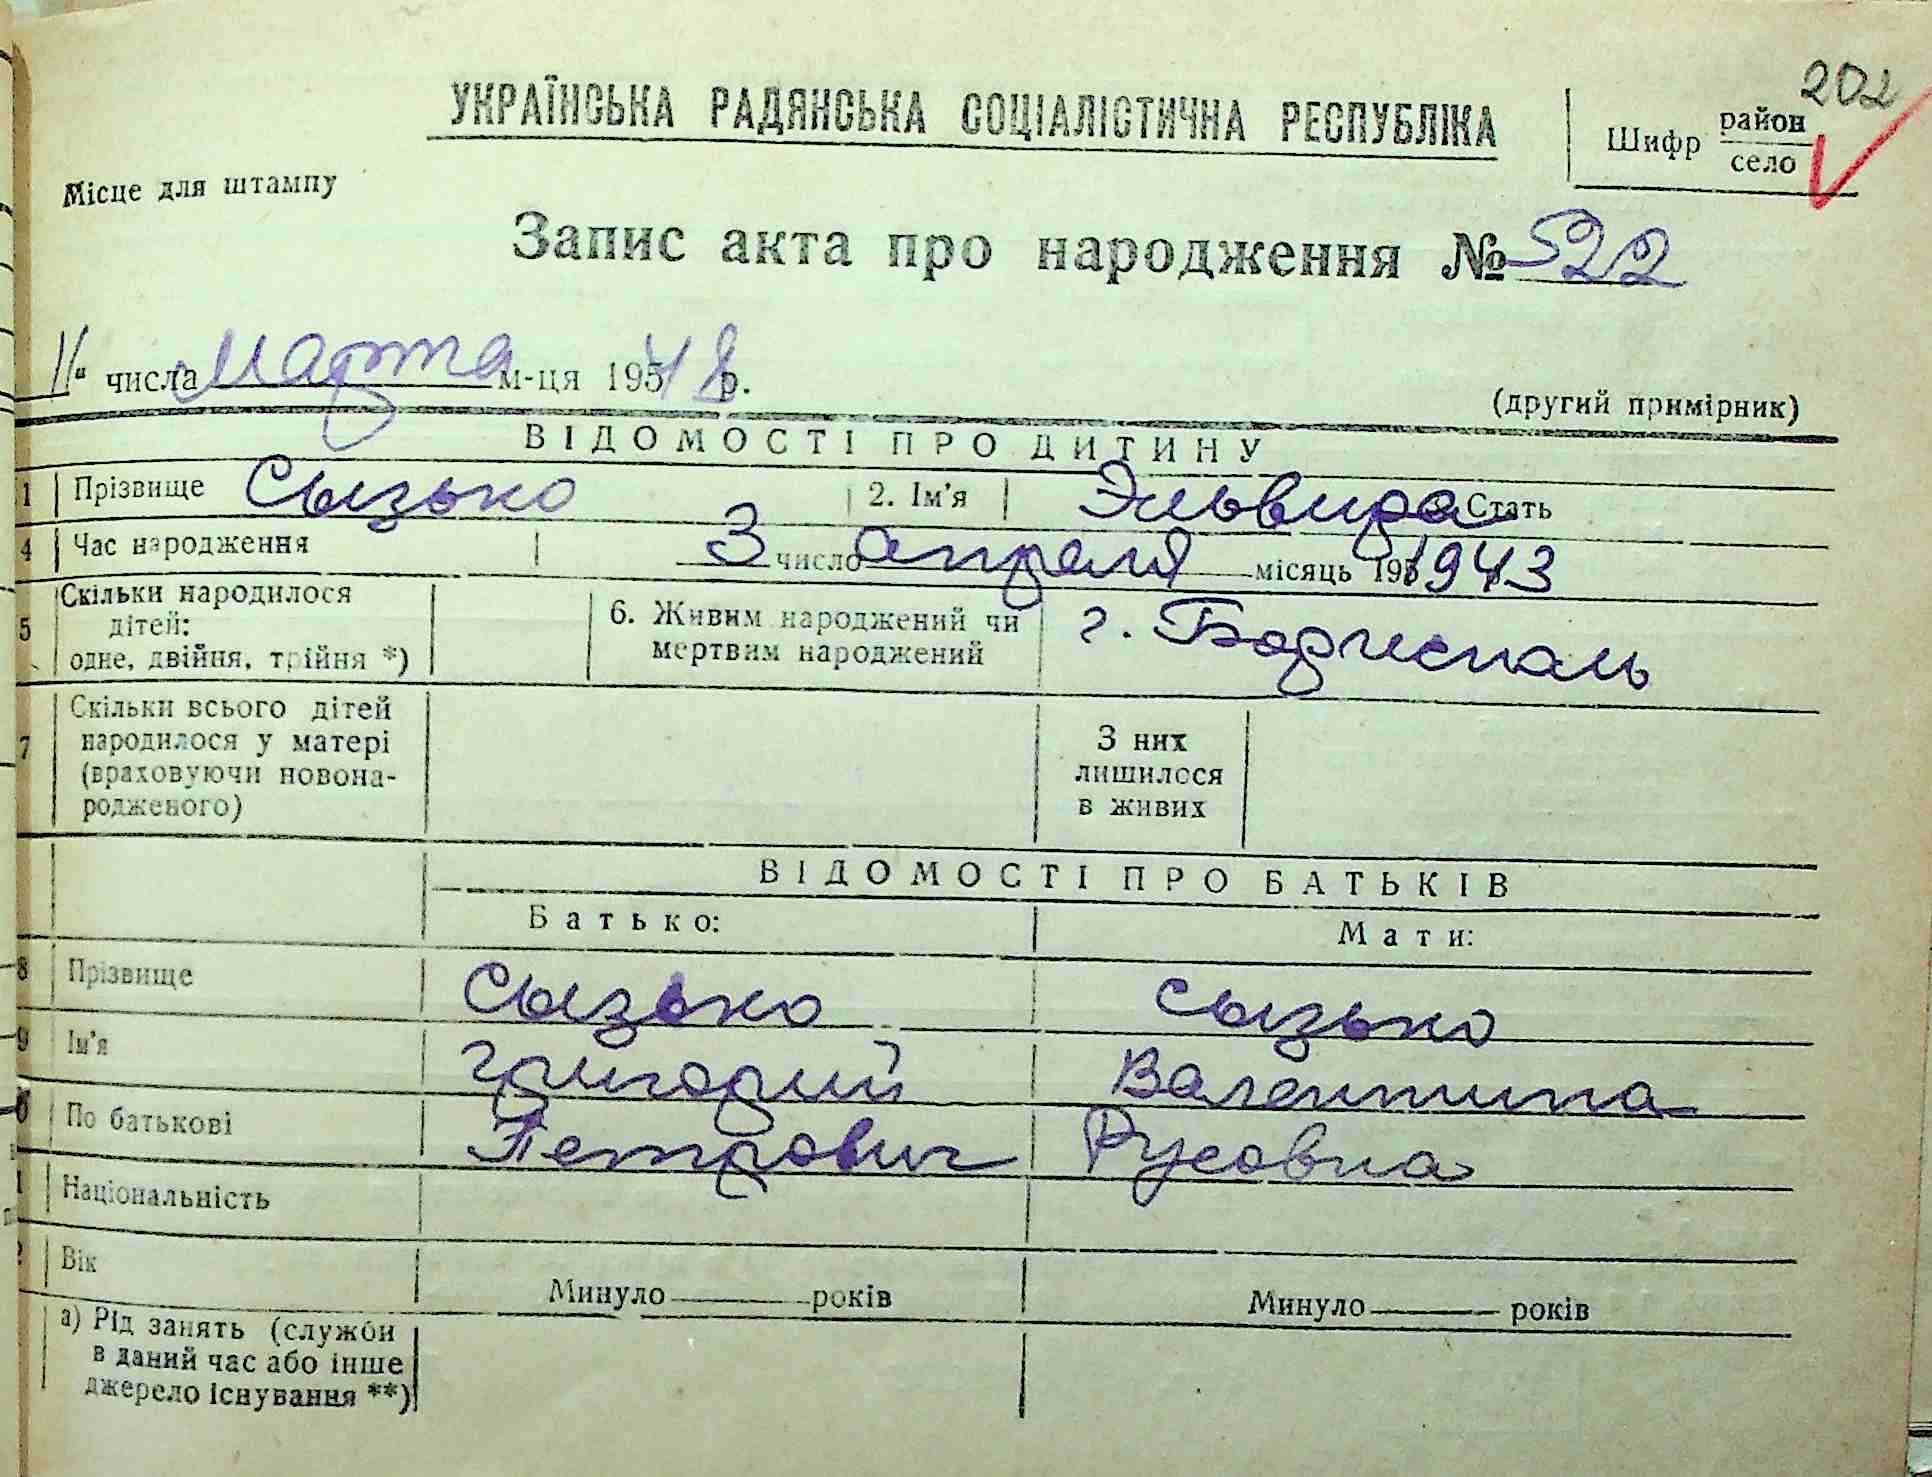 202
УКРАЇНСЬКА РАДЯНСЬКА СОЦІАЛІСТИЧНА РЕСПУБЛІКА
Шифр район
село
Місце для штампу
Запис акта про народження № 522
11" числа марта м-ця 195 48 р.
(другий примірник)
ВІДОМОСТІ ПРО ДИТИНУ
1 Прізвище Сызько 2. Ім'я Эльвира Стать
4 Час народження 3 число апреля місяць 195 1943
5 Скільки народилося дітей: одне, двійня, трійня *) 6. Живим народжений чи мертвим народжений г. Борисполь
7 Скільки всього дітей народилося у матері (враховуючи новона-родженого) З них лишилося в живих
ВІДОМОСТІ ПРО БАТЬКІВ
Батько: Мати:
8 Прізвище Сызько Сызько
9 Ім'я Григорий Валентина
По батькові Петрович Русовна
Національність
Вік Минуло років Минуло років
а) Рід занять (служби
в даний час або інше
джерело існування **)